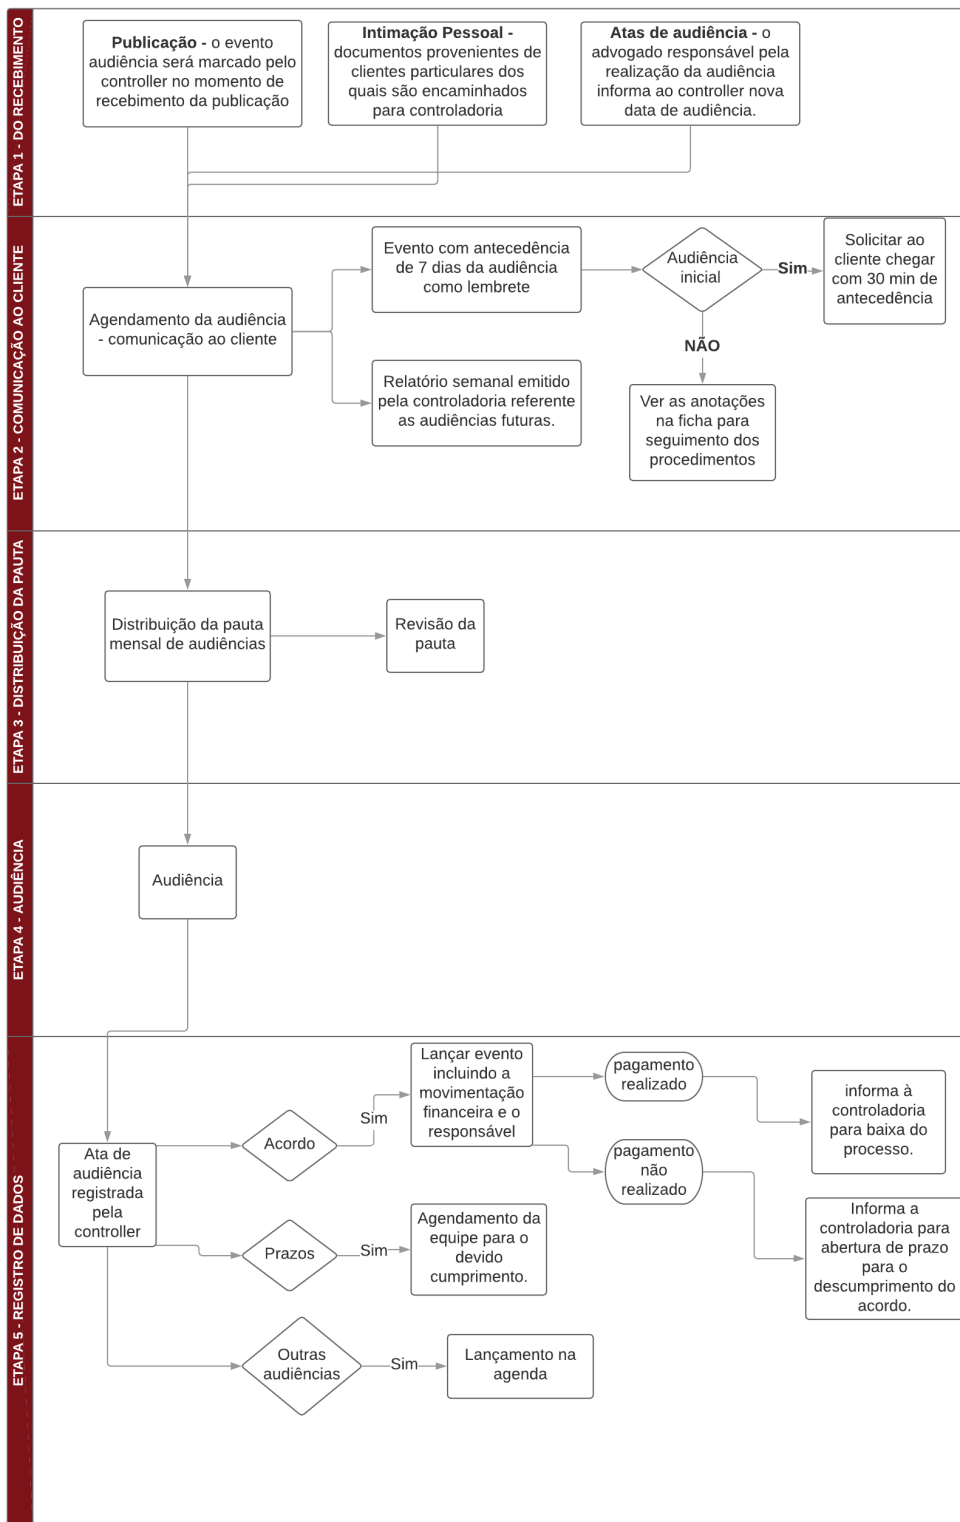 ETAPA 1 - DO RECEBIMENTO
Publicação - o evento
audiência será marcado pelo
controller no momento de
recebimento da publicação
Intimação Pessoal -
documentos provenientes de
clientes particulares dos
quais são encaminhados
para controladoria
Atas de audiência - o
advogado responsável pela
realização da audiência
informa ao controller nova
data de audiência.
ETAPA 2 - COMUNICAÇÃO AO CLIENTE
Agendamento da audiência
- comunicação ao cliente
Evento com antecedência
de 7 dias da audiência
como lembrete
Audiência
inicial
Sim
Solicitar ao
cliente chegar
com 30 min de
antecedência
NÃO
Ver as anotações
na ficha para
seguimento dos
procedimentos
Relatório semanal emitido
pela controladoria referente
as audiências futuras.
ETAPA 3 - DISTRIBUIÇÃO DA PAUTA
Distribuição da pauta
mensal de audiências
Revisão da
pauta
ETAPA 4 - AUDIÊNCIA
Audiência
ETAPA 5 - REGISTRO DE DADOS
Ata de
audiência
registrada
pela
controller
Acordo
Sim
Lançar evento
incluindo a
movimentação
financeira e o
responsável
pagamento
realizado
informa à
controladoria
para baixa do
processo.
pagamento
não
realizado
Informa a
controladoria para
abertura de prazo
para o
descumprimento do
acordo.
Prazos
Sim
Agendamento da
equipe para o
devido
cumprimento.
Outras
audiências
Sim
Lançamento na
agenda